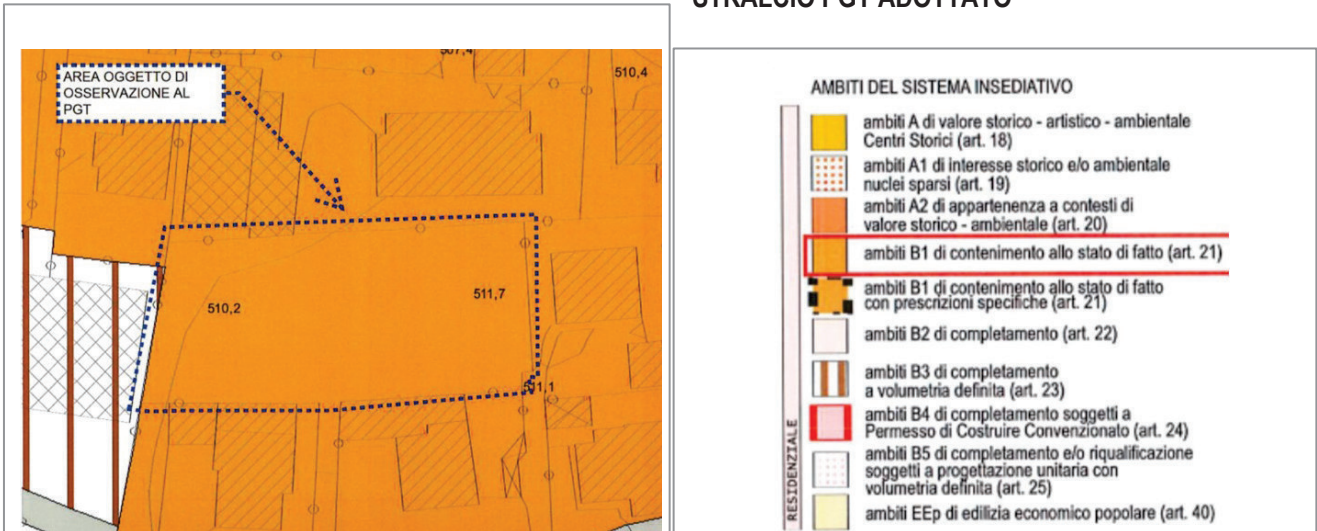 STRALCIO PGT ADOTTATO
AREA OGGETTO DI
OSSERVAZIONE AL
PGT
507,4
510,4
510,2
511,7
511,1
AMBITI DEL SISTEMA INSEDIATIVO
RESIDENZIALE
ambiti A di valore storico - artistico - ambientale
Centri Storici (art. 18)
ambiti A1 di interesse storico e/o ambientale
nuclei sparsi (art. 19)
ambiti A2 di appartenenza a contesti di
valore storico - ambientale (art. 20)
ambiti B1 di contenimento allo stato di fatto (art. 21)
ambiti B1 di contenimento allo stato di fatto
con prescrizioni specifiche (art. 21)
ambiti B2 di completamento (art. 22)
ambiti B3 di completamento
a volumetria definita (art. 23)
ambiti B4 di completamento soggetti a
Permesso di Costruire Convenzionato (art. 24)
ambiti B5 di completamento e/o riqualificazione
soggetti a progettazione unitaria con
volumetria definita (art. 25)
ambiti EEp di edilizia economico popolare (art. 40)